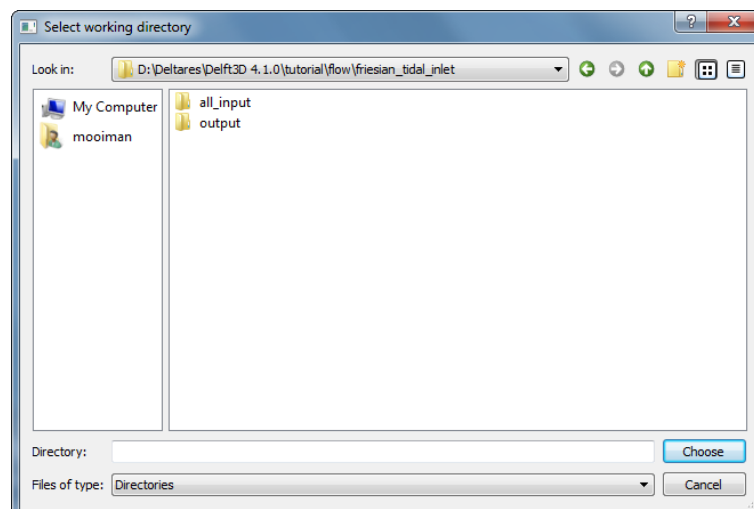 Select working directory
Look in: D:\Deltares\Delft3D 4.1.0\tutorial\flow\friesian_tidal_inlet
My Computer
mooiman
all_input
output
Directory: Choose
Files of type: Directories Cancel